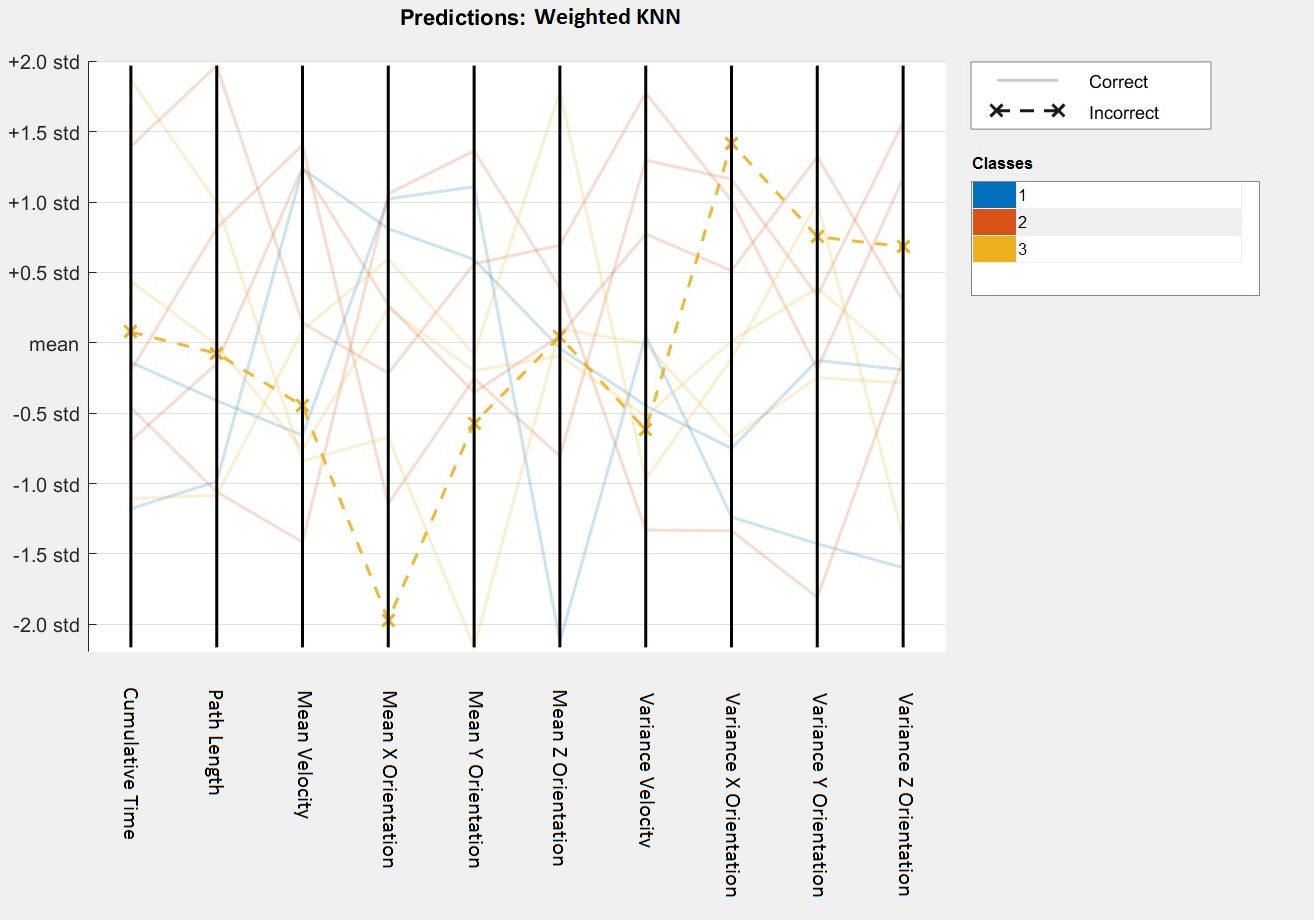 Predictions: Weighted KNN
+2.0 std
+1.5 std
+1.0 std
+0.5 std
mean
-0.5 std
-1.0 std
-1.5 std
-2.0 std
Cumulative Time
Path Length
Mean Velocity
Mean X Orientation
Mean Y Orientation
Mean Z Orientation
Variance Velocity
Variance X Orientation
Variance Y Orientation
Variance Z Orientation
Correct
Incorrect
Classes
1
2
3